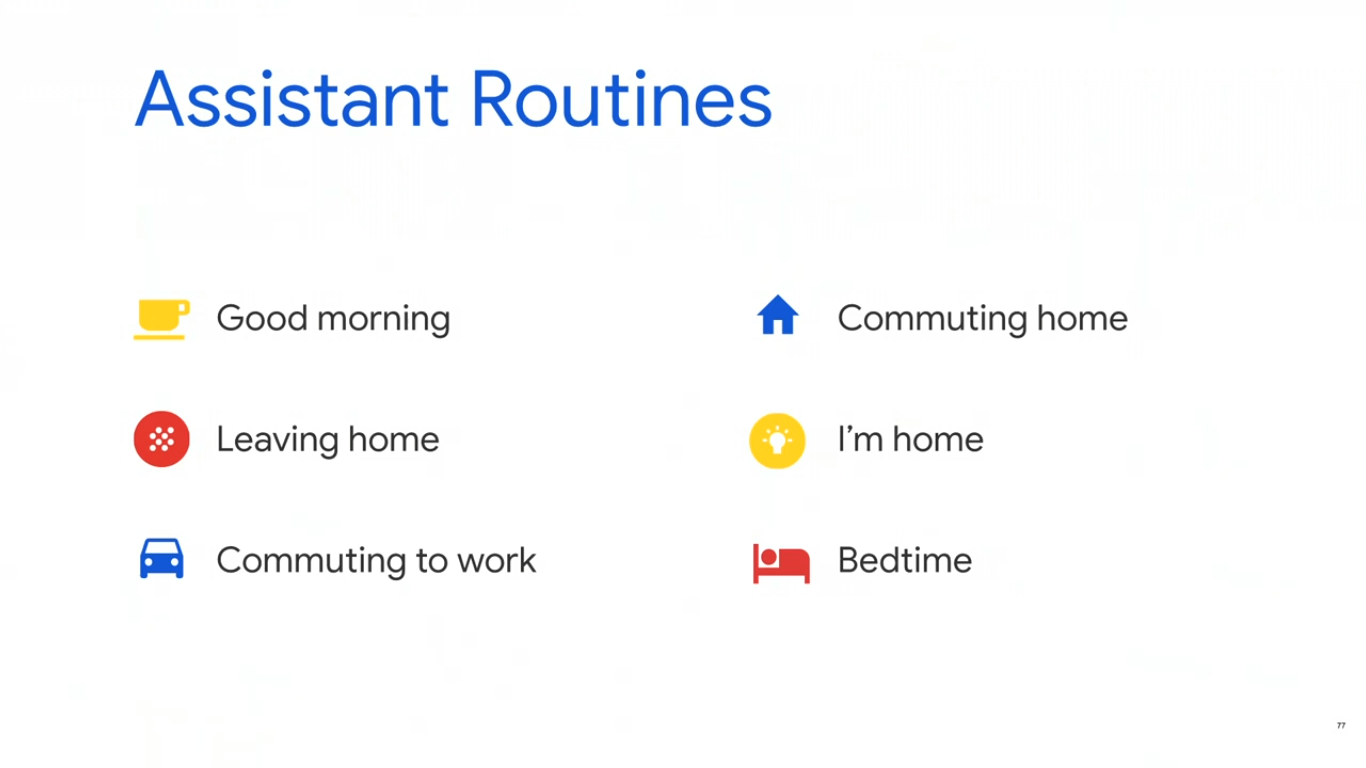 Assistant Routines
Good morning
Leaving home
Commuting to work
Commuting home
I’m home
Bedtime
77